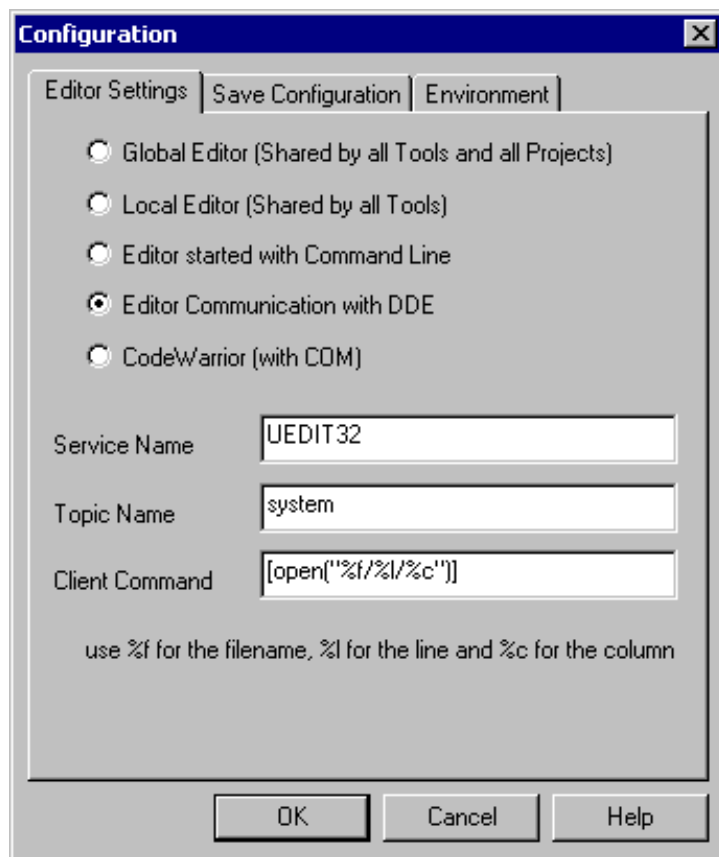 Configuration
Editor Settings Save Configuration Environment
Global Editor (Shared by all Tools and all Projects)
Local Editor (Shared by all Tools)
Editor started with Command Line
Editor Communication with DDE
CodeWarrior (with COM)
Service Name UEDIT32
Topic Name system
Client Command [open("%f/%l/%c")]
use %f for the filename, %l for the line and %c for the column
OK Cancel Help